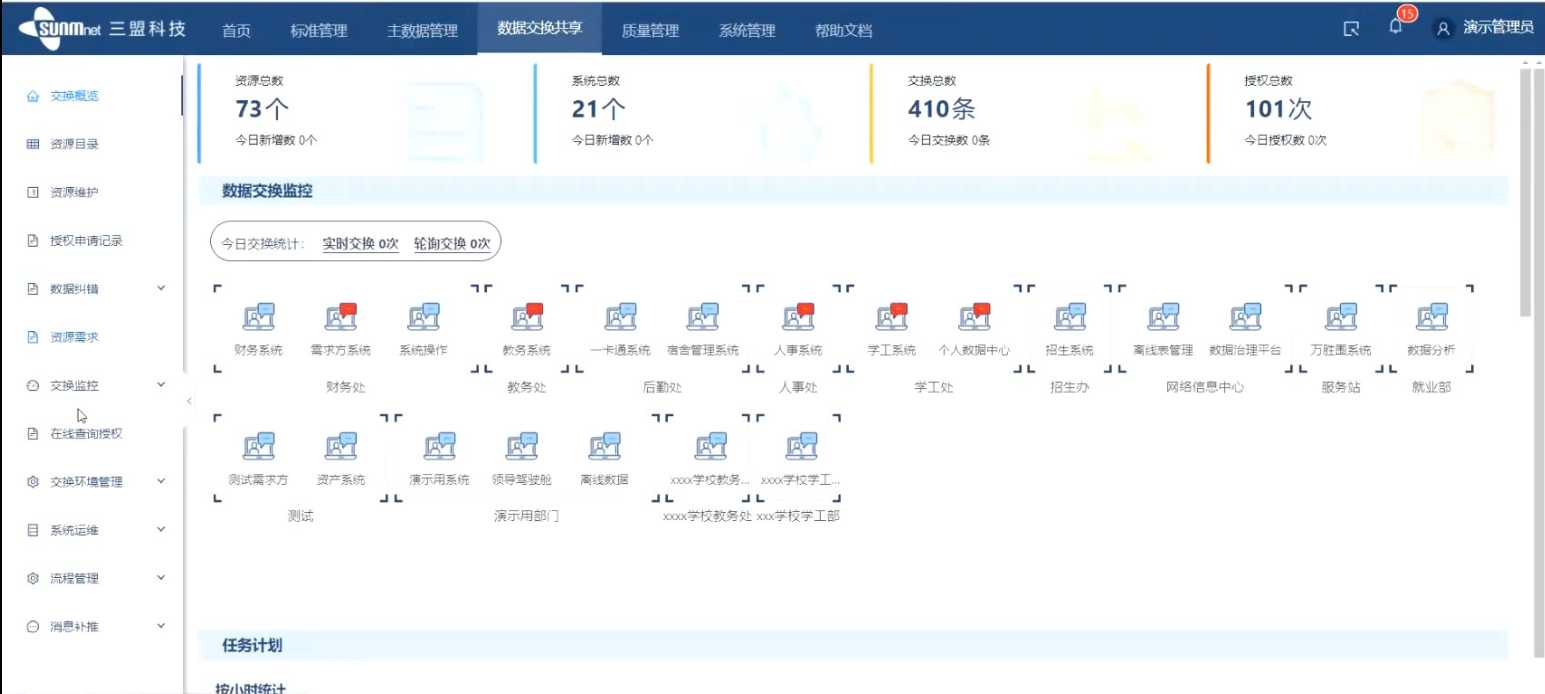 sunmnet 三盟科技
首页 标准管理 主数据管理 数据交换共享 质量管理 系统管理 帮助文档
15
演示管理员
交换概览
资源目录
资源维护
授权申请记录
数据纠错
资源需求
交换监控
在线查询授权
交换环境管理
系统运维
流程管理
消息补推
资源总数
73个
今日新增数 0个
系统总数
21个
今日新增数 0个
交换总数
410条
今日交换数 0条
授权总数
101次
今日授权数 0次
数据交换监控
今日交换统计： 实时交换 0次 轮询交换 0次
财务系统 需求方系统 系统操作 教务系统 一卡通系统 宿舍管理系统 人事系统 学工系统 个人数据中心 招生系统 离线表管理 数据治理平台 万胜围系统 数据分析
财务处 教务处 后勤处 人事处 学工处 招生办 网络信息中心 服务站 就业部
测试需求方 资产系统 演示用系统 领导驾驶舱 离线数据 xxxx学校教务... xxxx学校学工...
测试 演示用部门 xxxx学校教务处 xxx学校学工部
任务计划
按小时统计